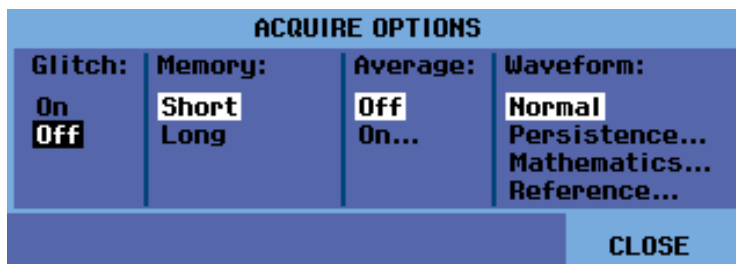 ACQUIRE OPTIONS
Glitch: Memory: Average: Waveform:
On Short Off Normal
Off Long On... Persistence...
Mathematics...
Reference...
CLOSE